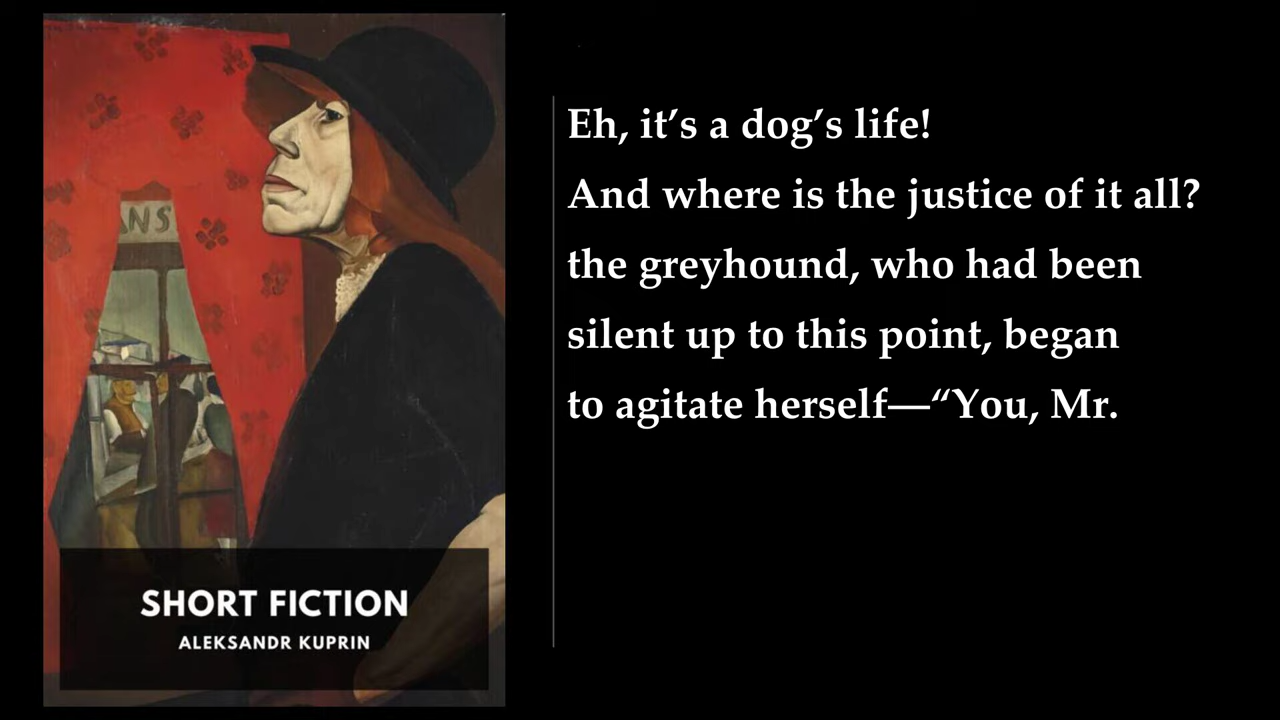 ANS
SHORT FICTION
ALEKSANDR KUPRIN
Eh, it’s a dog’s life!
And where is the justice of it all?
the greyhound, who had been
silent up to this point, began
to agitate herself—“You, Mr.